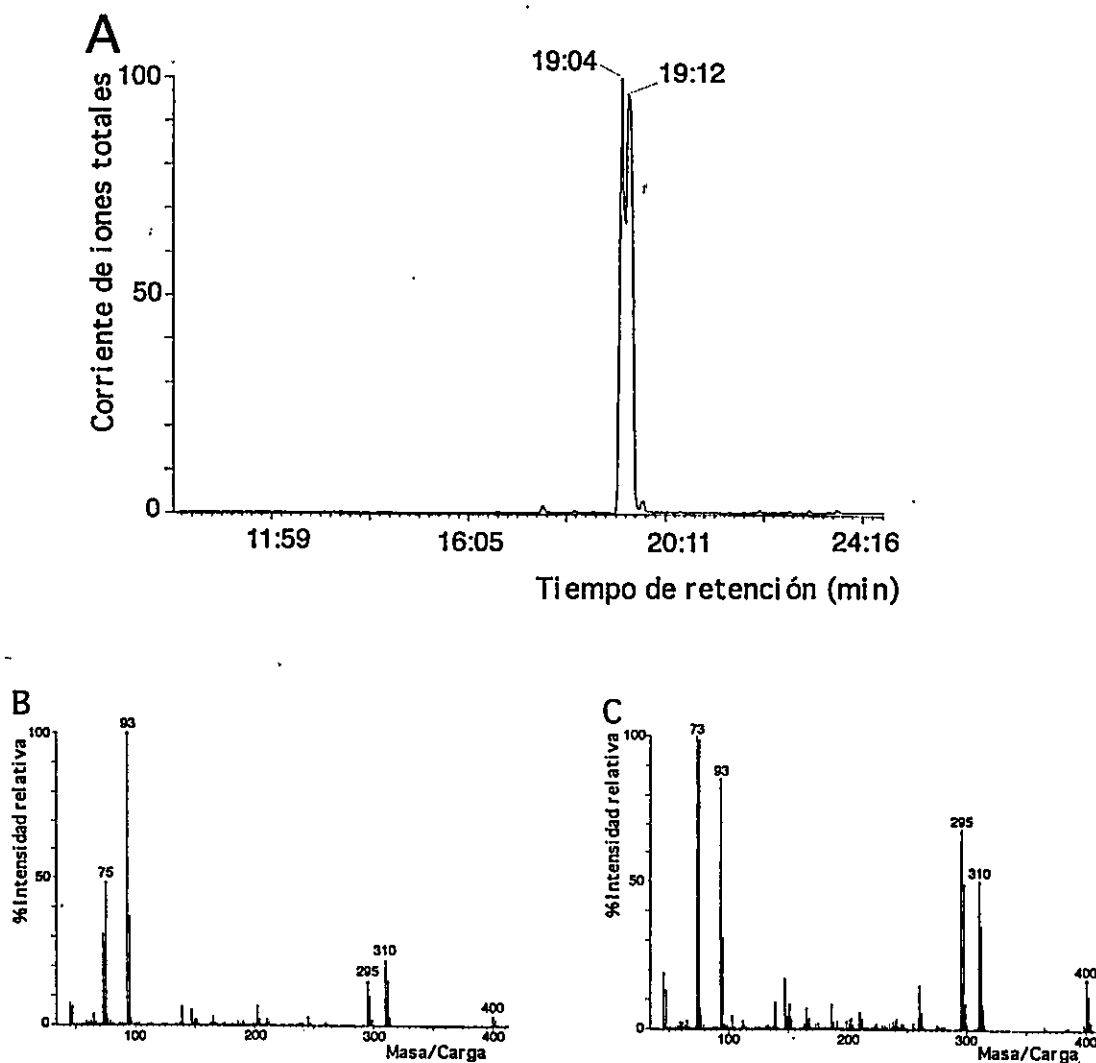 A
19:04
19:12
100
50
0
Corriente de iones totales
11:59 16:05 20:11 24:16
Tiempo de retención (min)
B
93
100
75
50
310
295
400
0
100 200 300 400
% Intensidad relativa
Masa/Carga
C
73
100
93
295
50
310
400
0
100 200 300 400
% Intensidad relativa
Masa/Carga